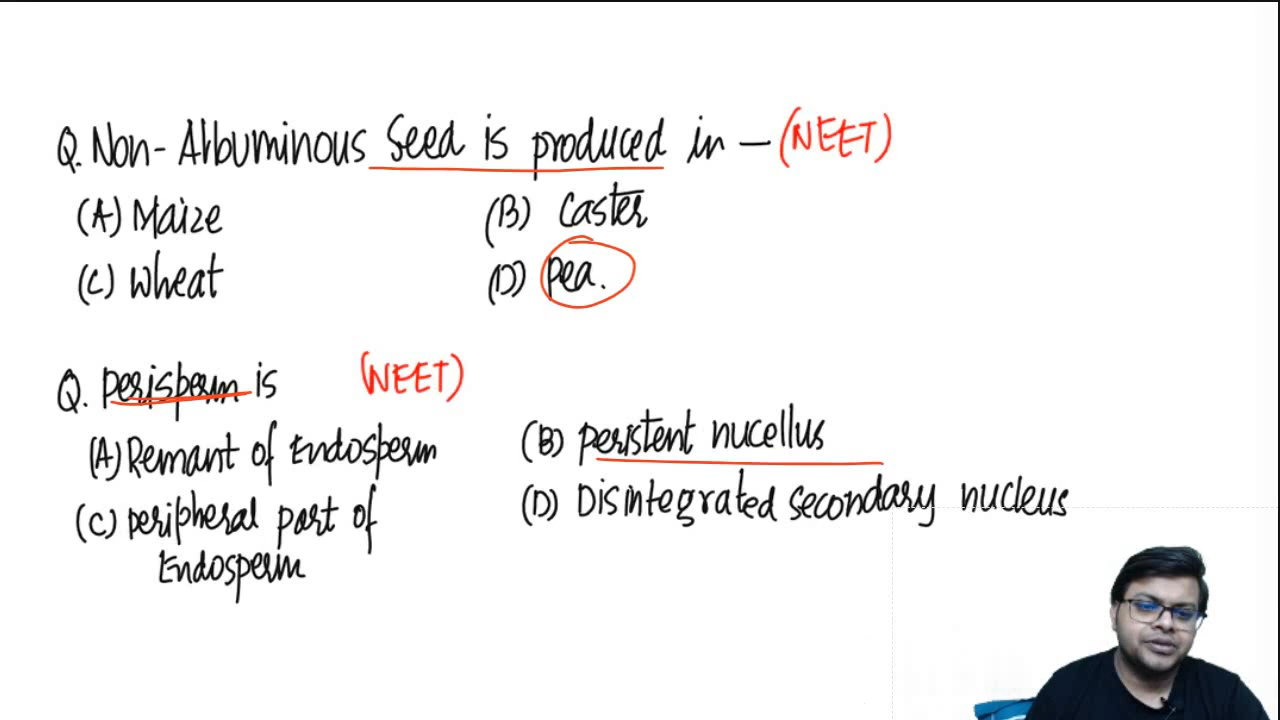 Q. Non-Albuminous Seed is produced in – (NEET)
(A) Maize (B) Caster
(C) Wheat (D) Pea.
Q. Perisperm is (NEET)
(A) Remant of Endosperm (B) peristent nucellus
(C) peripheral part of (D) Disintegrated secondary nucleus
Endosperm